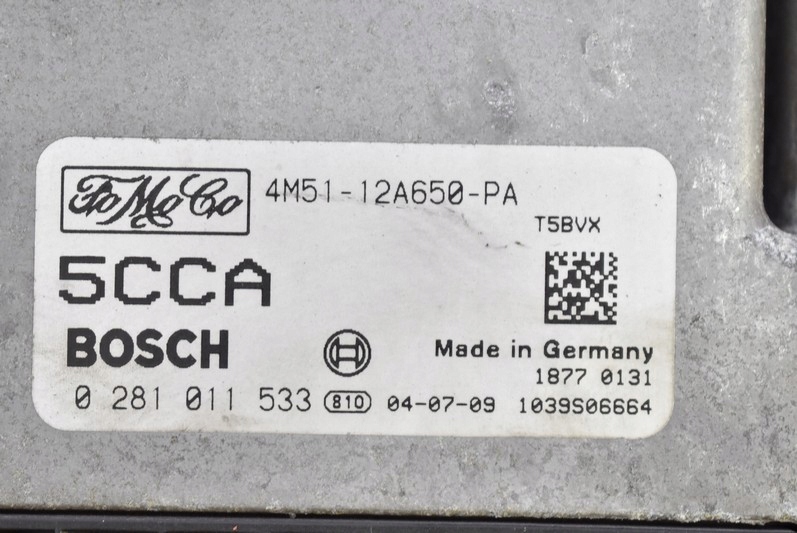 FoMoCo 4M51-12A650-PA
T5BVX
5CCA
BOSCH
Made in Germany
1877 0131
0 281 011 533 810 04-07-09 1039S06664